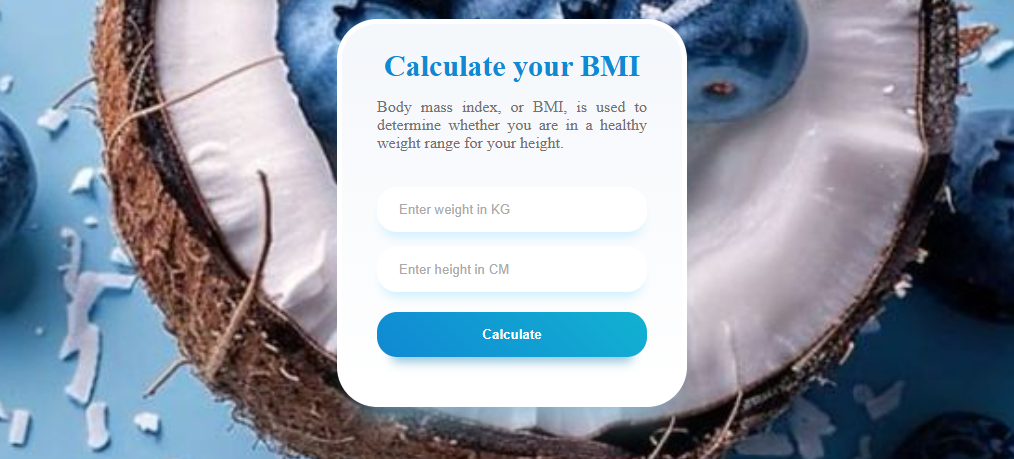 Calculate your BMI
Body mass index, or BMI, is used to
determine whether you are in a healthy
weight range for your height.
Enter weight in KG
Enter height in CM
Calculate